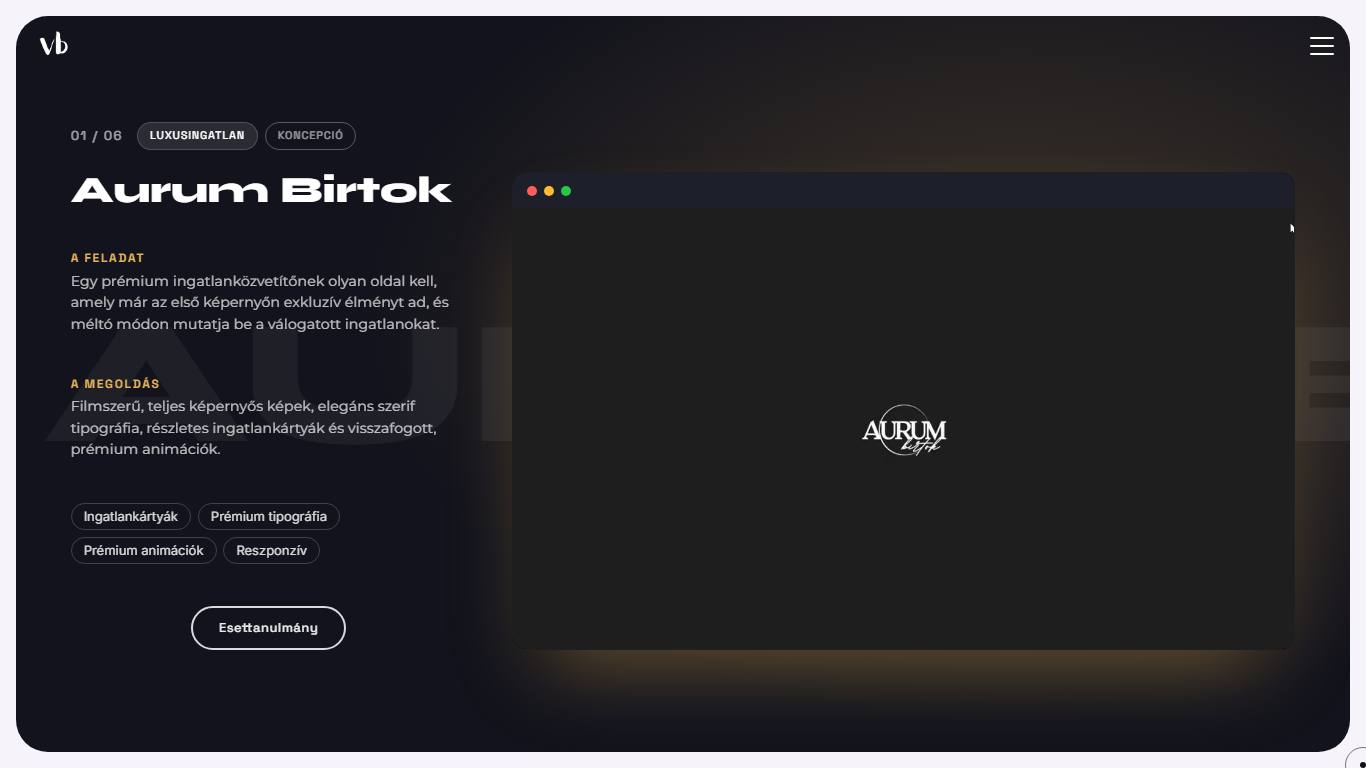 vb
01 / 06 LUXUSINGATLAN KONCEPCIÓ
Aurum Birtok
A FELADAT
Egy prémium ingatlanközvetítőnek olyan oldal kell,
amely már az első képernyőn exkluzív élményt ad, és
méltó módon mutatja be a válogatott ingatlanokat.
A MEGOLDÁS
Filmszerű, teljes képernyős képek, elegáns szerif
tipográfia, részletes ingatlankártyák és visszafogott,
prémium animációk.
Ingatlankártyák Prémium tipográfia
Prémium animációk Reszponzív
Esettanulmány
AURUM
birtok